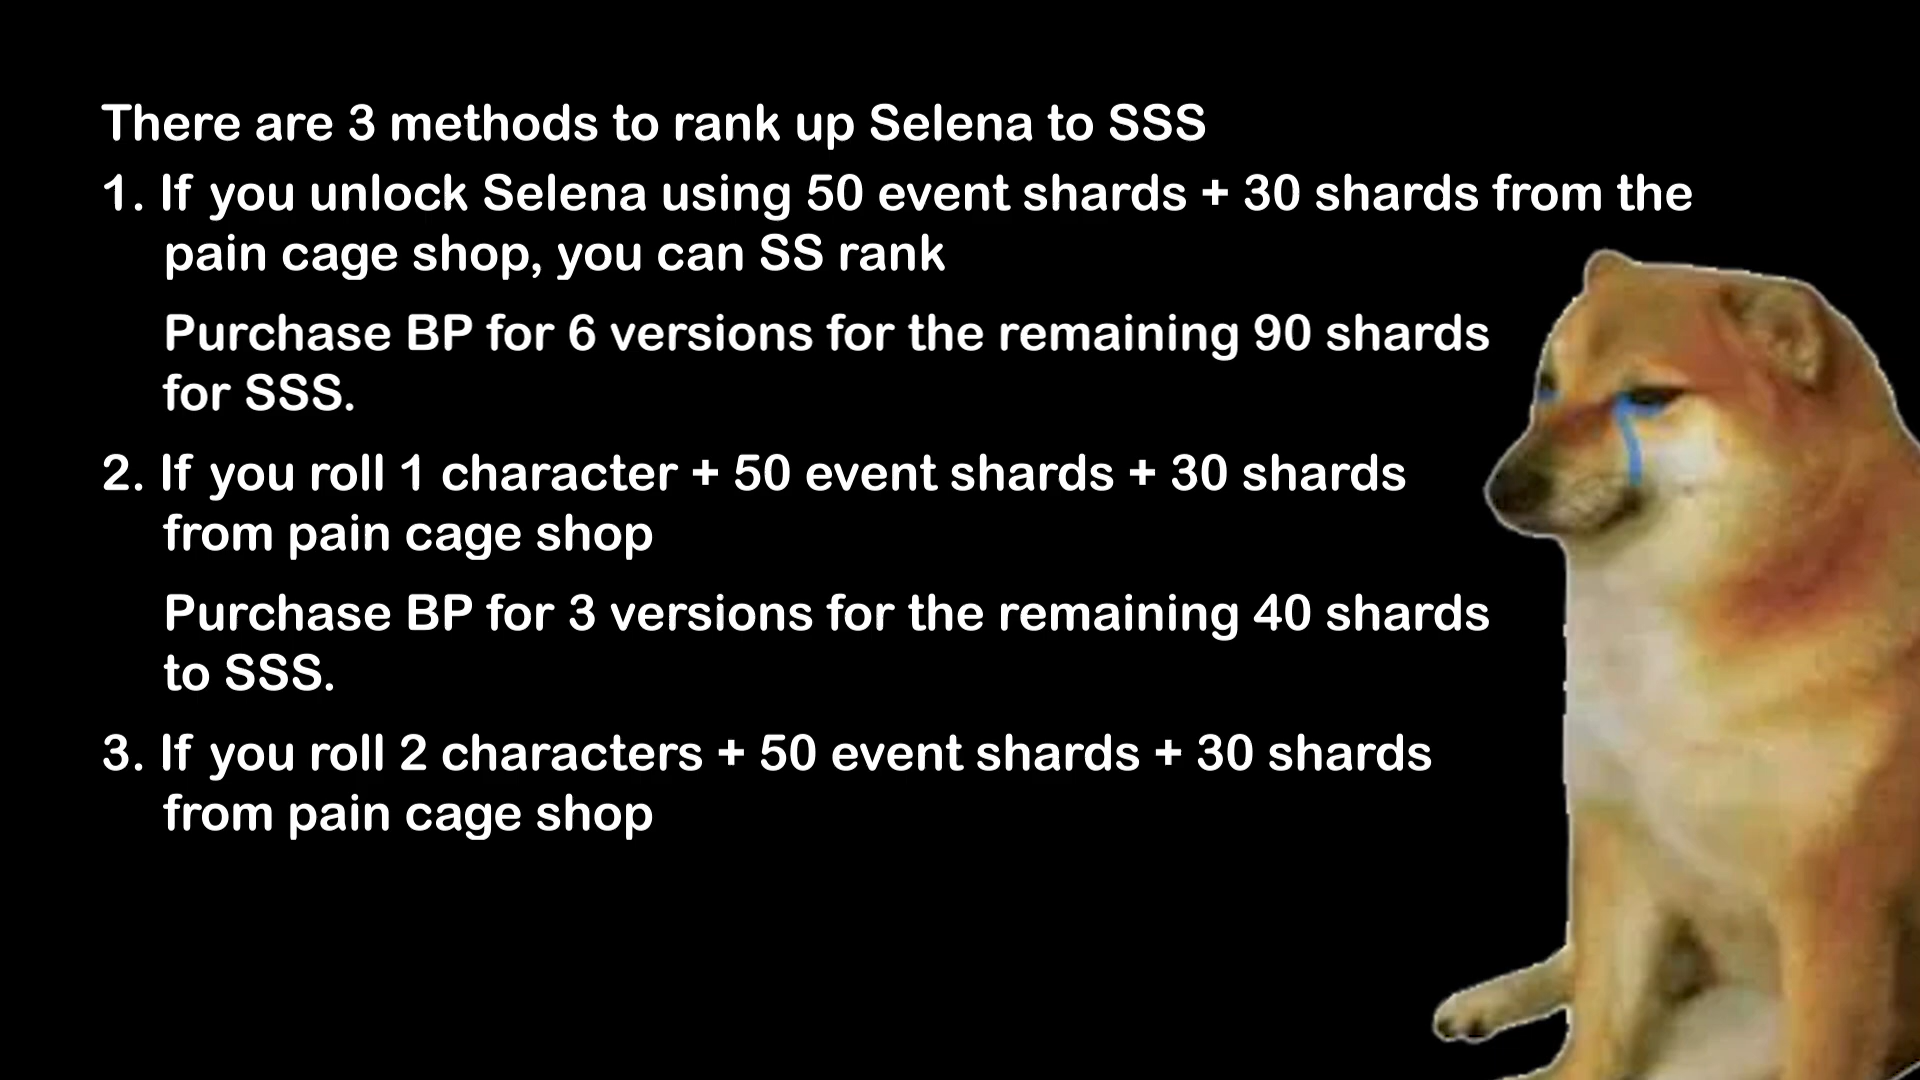 There are 3 methods to rank up Selena to SSS
1. If you unlock Selena using 50 event shards + 30 shards from the
pain cage shop, you can SS rank
Purchase BP for 6 versions for the remaining 90 shards
for SSS.
2. If you roll 1 character + 50 event shards + 30 shards
from pain cage shop
Purchase BP for 3 versions for the remaining 40 shards
to SSS.
3. If you roll 2 characters + 50 event shards + 30 shards
from pain cage shop